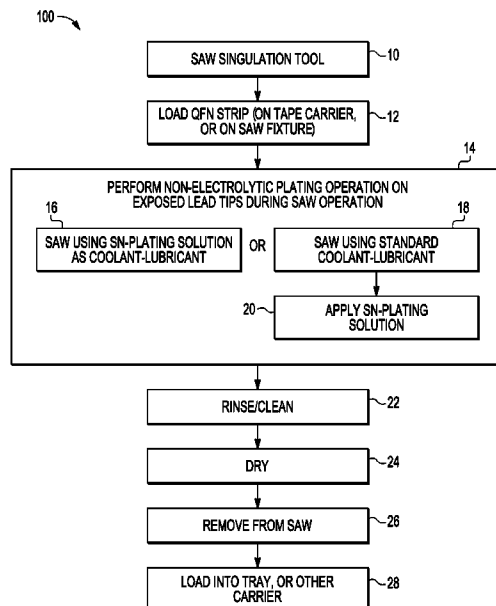 100
SAW SINGULATION TOOL
10
LOAD QFN STRIP (ON TAPE CARRIER,
OR ON SAW FIXTURE)
12
14
PERFORM NON-ELECTROLYTIC PLATING OPERATION ON
EXPOSED LEAD TIPS DURING SAW OPERATION
16
18
SAW USING SN-PLATING SOLUTION
AS COOLANT-LUBRICANT
OR
SAW USING STANDARD
COOLANT-LUBRICANT
20
APPLY SN-PLATING
SOLUTION
RINSE/CLEAN
22
DRY
24
REMOVE FROM SAW
26
LOAD INTO TRAY, OR OTHER
CARRIER
28